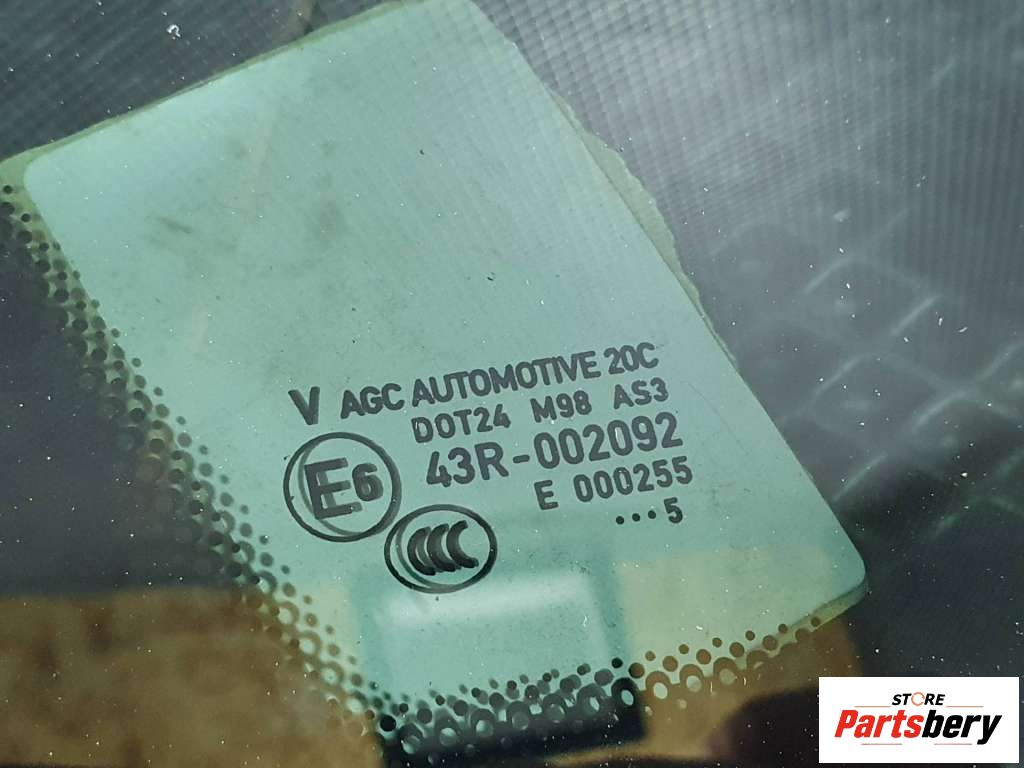 V AGC AUTOMOTIVE 20C
DOT24 M98 AS3
E6 43R-002092
E 000255
CCC ...5
STORE
Partsbery